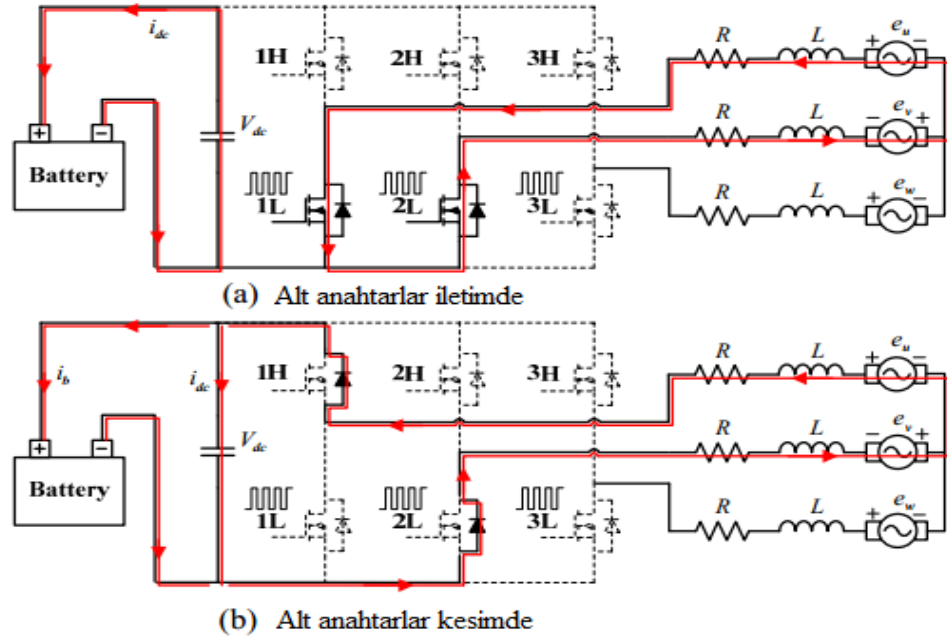 i_dc
1H
2H
3H
R
L
+ e_u −
V_dc
R
L
− e_v +
+ −
Battery
1L
2L
3L
R
L
+ e_w −
(a) Alt anahtarlar iletimde
i_b
i_dc
1H
2H
3H
R
L
+ e_u −
V_dc
R
L
− e_v +
+ −
Battery
1L
2L
3L
R
L
+ e_w −
(b) Alt anahtarlar kesimde